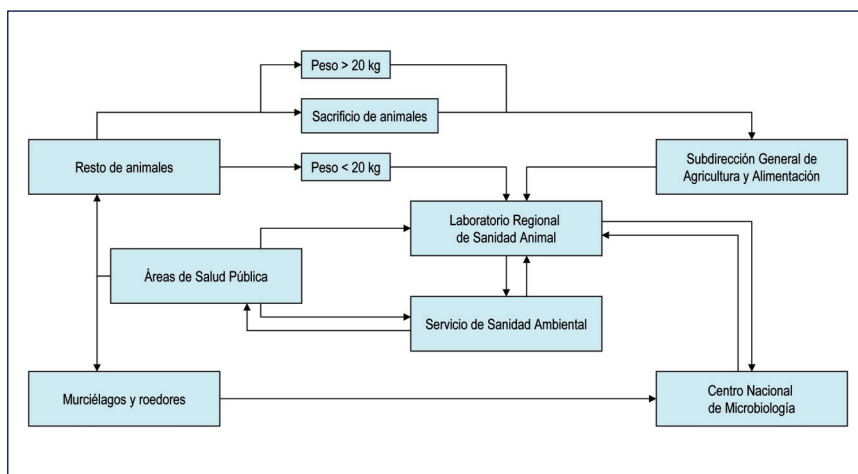 Peso > 20 kg
Sacrificio de animales
Resto de animales
Peso < 20 kg
Subdirección General de
Agricultura y Alimentación
Laboratorio Regional
de Sanidad Animal
Áreas de Salud Pública
Servicio de Sanidad Ambiental
Murciélagos y roedores
Centro Nacional
de Microbiología